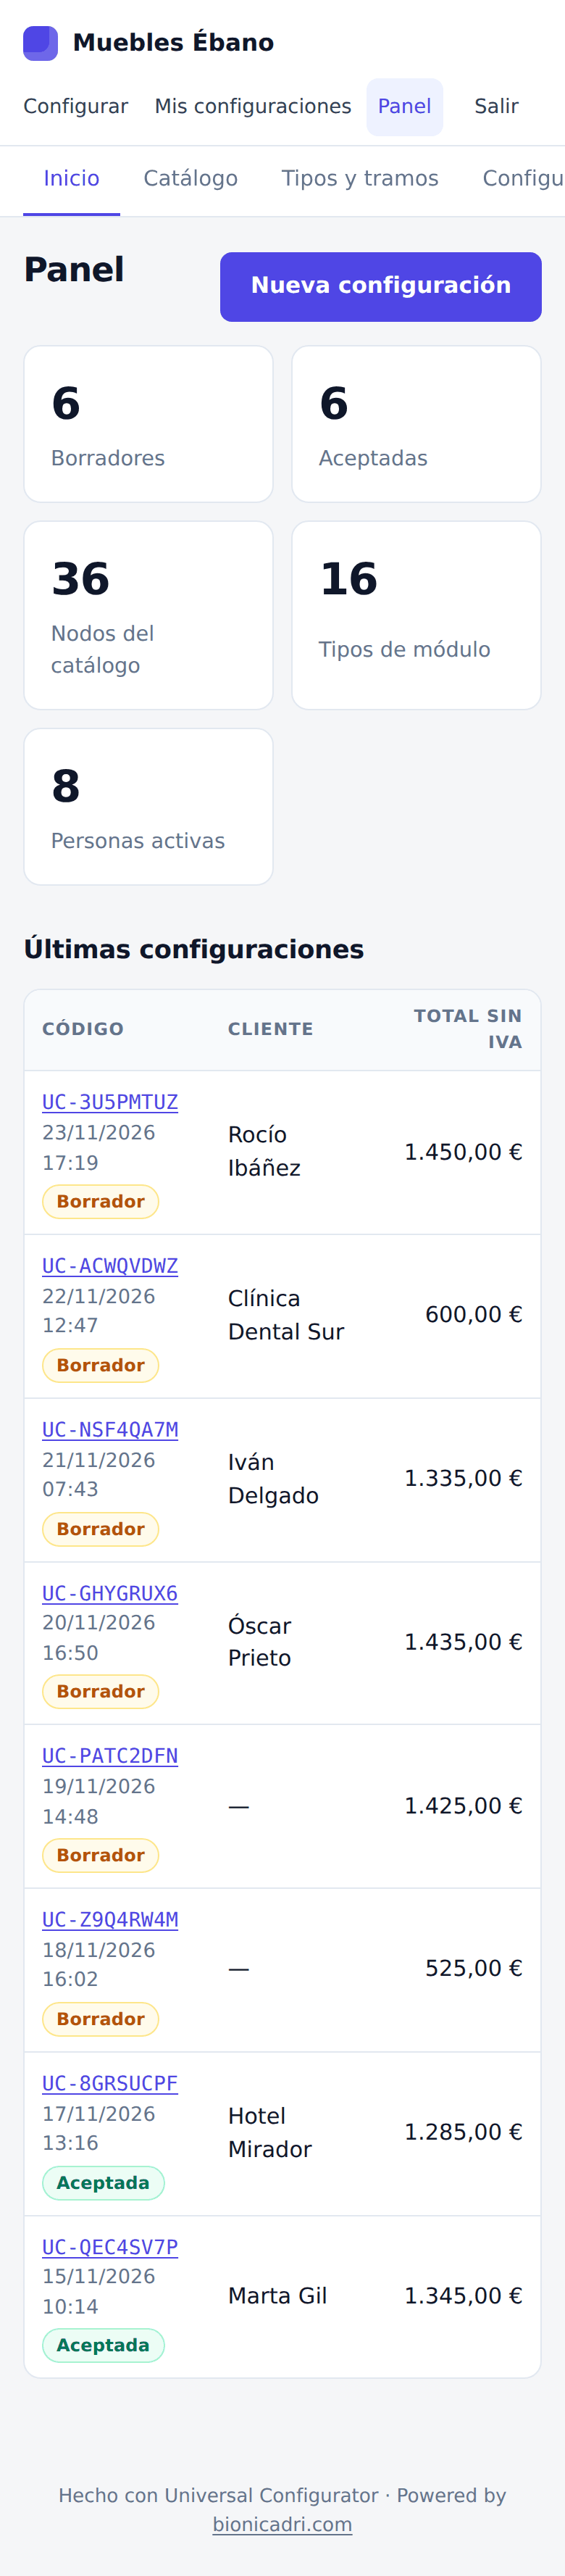 Muebles Ébano
Configurar Mis configuraciones Panel Salir
Inicio Catálogo Tipos y tramos Configu
Panel
Nueva configuración
6
Borradores
6
Aceptadas
36
Nodos del
catálogo
16
Tipos de módulo
8
Personas activas
Últimas configuraciones
CÓDIGO CLIENTE TOTAL SIN
IVA
UC-3U5PMTUZ
23/11/2026
17:19
Borrador
Rocío
Ibáñez
1.450,00 €
UC-ACWQVDWZ
22/11/2026
12:47
Borrador
Clínica
Dental Sur
600,00 €
UC-NSF4QA7M
21/11/2026
07:43
Borrador
Iván
Delgado
1.335,00 €
UC-GHYGRUX6
20/11/2026
16:50
Borrador
Óscar
Prieto
1.435,00 €
UC-PATC2DFN
19/11/2026
14:48
Borrador
—
1.425,00 €
UC-Z9Q4RW4M
18/11/2026
16:02
Borrador
—
525,00 €
UC-8GRSUCPF
17/11/2026
13:16
Aceptada
Hotel
Mirador
1.285,00 €
UC-QEC4SV7P
15/11/2026
10:14
Aceptada
Marta Gil
1.345,00 €
Hecho con Universal Configurator · Powered by
bionicadri.com